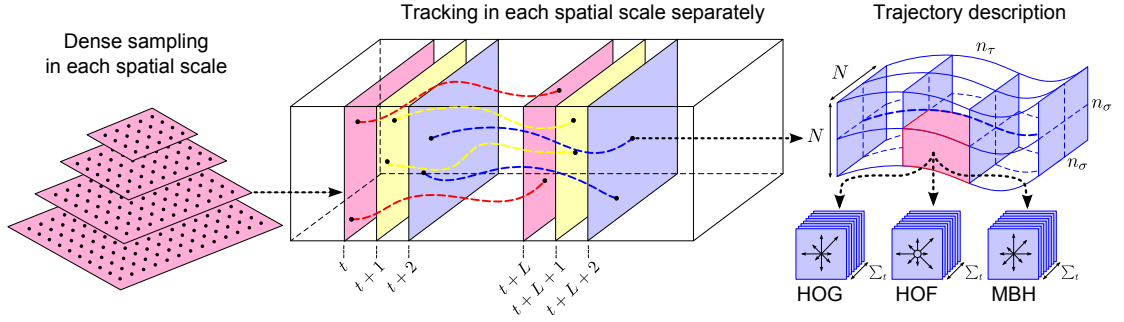 Dense sampling
in each spatial scale
Tracking in each spatial scale separately
Trajectory description
t
t + 1
t + 2
t + L
t + L + 1
t + L + 2
N
N
n_τ
n_σ
n_σ
Σ_t
Σ_t
Σ_t
HOG
HOF
MBH